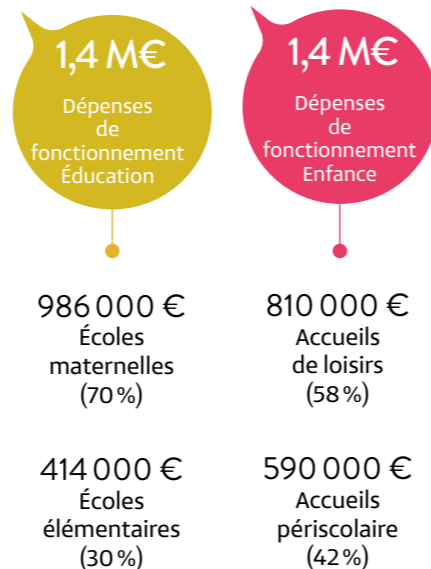 1,4 M€
Dépenses
de
fonctionnement
Éducation
986 000 €
Écoles
maternelles
(70 %)
414 000 €
Écoles
élémentaires
(30 %)
1,4 M€
Dépenses
de
fonctionnement
Enfance
810 000 €
Accueils
de loisirs
(58 %)
590 000 €
Accueils
périscolaire
(42 %)